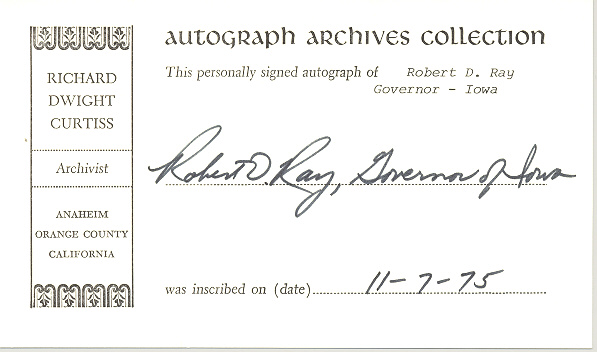 AUTOGRAPH ARCHIVES COLLECTION
RICHARD
DWIGHT
CURTISS
Archivist
ANAHEIM
ORANGE COUNTY
CALIFORNIA
This personally signed autograph of Robert D. Ray
Governor - Iowa
Robert D. Ray, Governor of Iowa
was inscribed on (date) 11-7-75